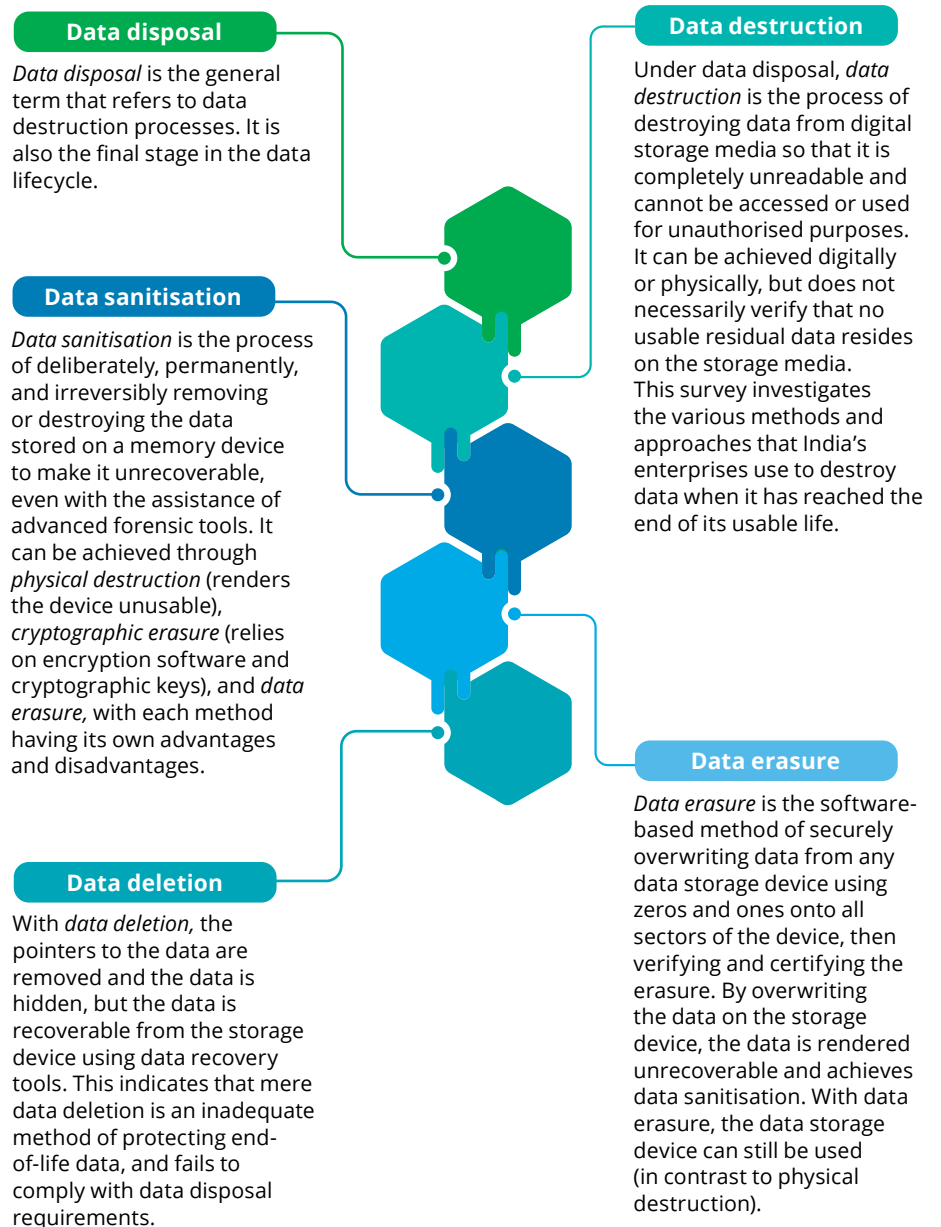 Data disposal
Data disposal is the general
term that refers to data
destruction processes. It is
also the final stage in the data
lifecycle.
Data destruction
Under data disposal, data
destruction is the process of
destroying data from digital
storage media so that it is
completely unreadable and
cannot be accessed or used
for unauthorised purposes.
It can be achieved digitally
or physically, but does not
necessarily verify that no
usable residual data resides
on the storage media.
This survey investigates
the various methods and
approaches that India’s
enterprises use to destroy
data when it has reached the
end of its usable life.
Data sanitisation
Data sanitisation is the process
of deliberately, permanently,
and irreversibly removing
or destroying the data
stored on a memory device
to make it unrecoverable,
even with the assistance of
advanced forensic tools. It
can be achieved through
physical destruction (renders
the device unusable),
cryptographic erasure (relies
on encryption software and
cryptographic keys), and data
erasure, with each method
having its own advantages
and disadvantages.
Data erasure
Data erasure is the software-
based method of securely
overwriting data from any
data storage device using
zeros and ones onto all
sectors of the device, then
verifying and certifying the
erasure. By overwriting
the data on the storage
device, the data is rendered
unrecoverable and achieves
data sanitisation. With data
erasure, the data storage
device can still be used
(in contrast to physical
destruction).
Data deletion
With data deletion, the
pointers to the data are
removed and the data is
hidden, but the data is
recoverable from the storage
device using data recovery
tools. This indicates that mere
data deletion is an inadequate
method of protecting end-
of-life data, and fails to
comply with data disposal
requirements.